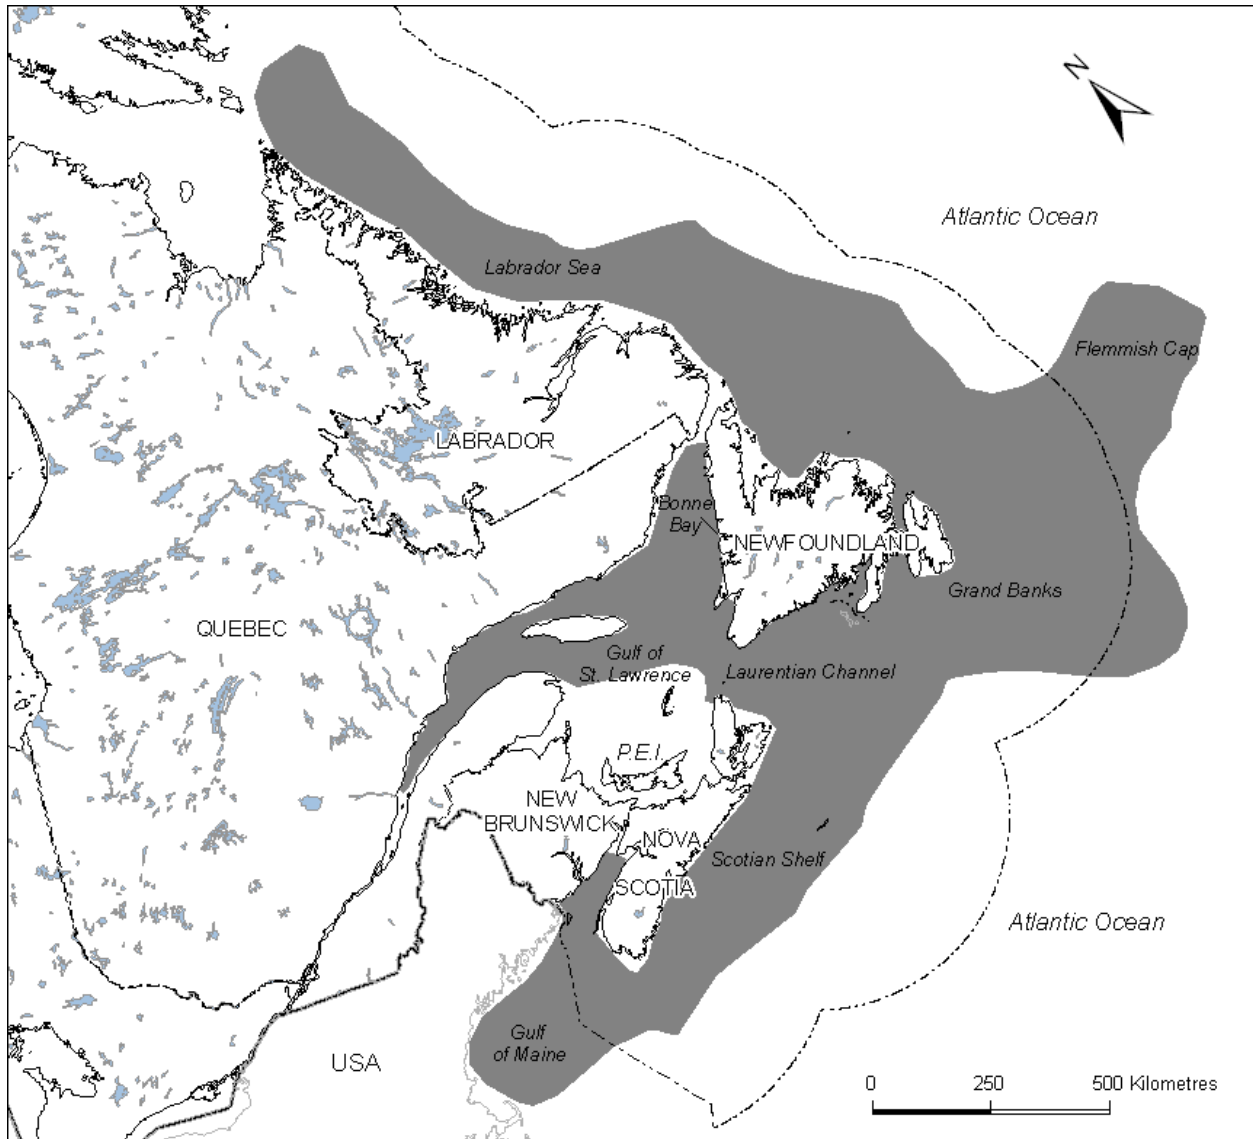 N
Atlantic Ocean
Labrador Sea
Flemmish Cap
LABRADOR
Bonne
Bay
NEWFOUNDLAND
Grand Banks
QUEBEC
Gulf of
St. Lawrence
Laurentian Channel
P.E.I.
NEW
BRUNSWICK
NOVA
SCOTIA
Scotian Shelf
Atlantic Ocean
Gulf
of Maine
USA
0 250 500 Kilometres